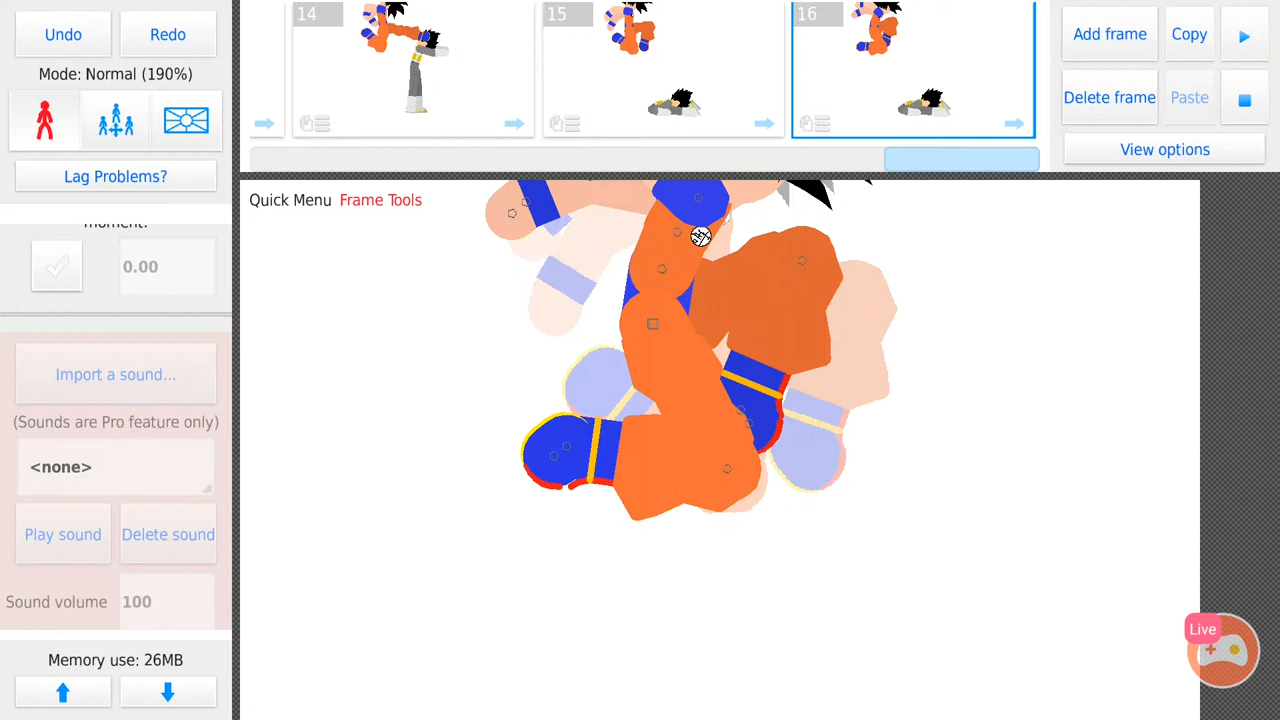 Undo
Redo
Mode: Normal (190%)
Lag Problems?
moment:
0.00
Import a sound...
(Sounds are Pro feature only)
<none>
Play sound
Delete sound
Sound volume
100
Memory use: 26MB
14
15
16
Add frame
Copy
Delete frame
Paste
View options
Quick Menu
Frame Tools
Live